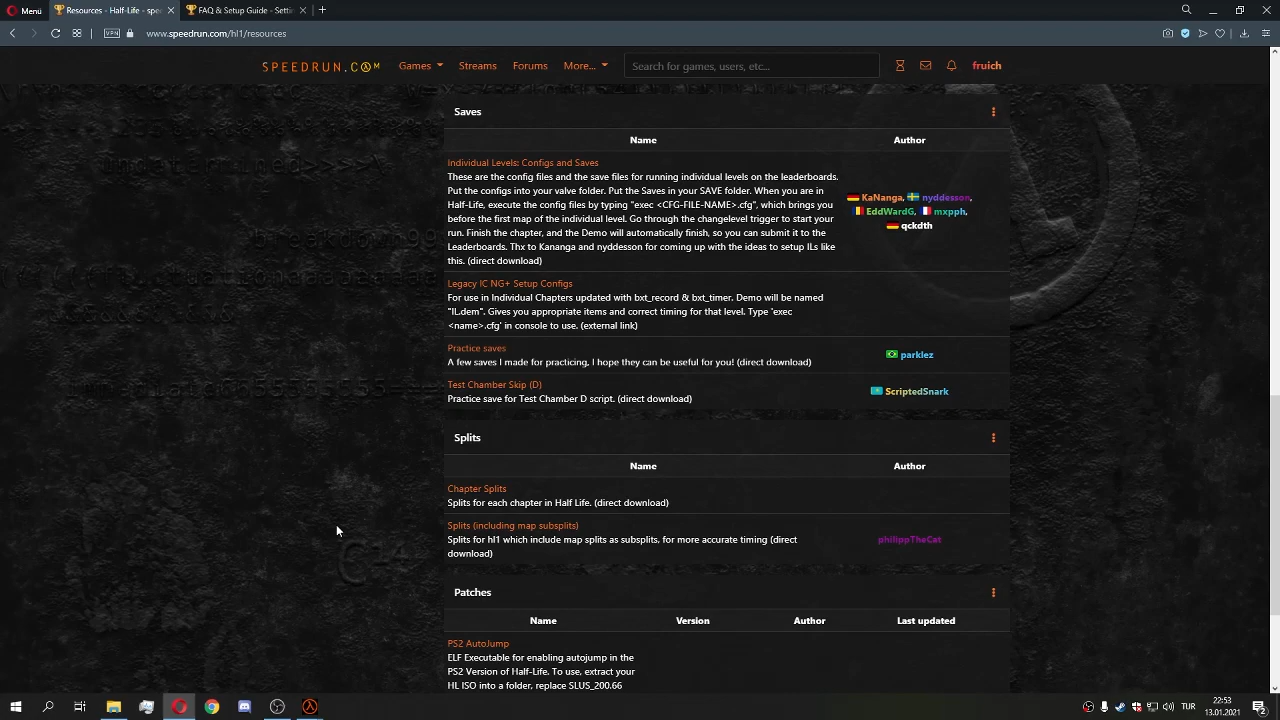 Menü
Resources - Half-Life - spee
FAQ & Setup Guide - Settin
VPN
www.speedrun.com/hl1/resources
SPEEDRUN.COM
Games
Streams
Forums
More...
Search for games, users, etc...
fruich
Saves
Name
Author
Individual Levels: Configs and Saves
These are the config files and the save files for running individual levels on the leaderboards.
Put the configs into your valve folder. Put the Saves in your SAVE folder. When you are in
Half-Life, execute the config files by typing "exec <CFG-FILE-NAME>.cfg", which brings you
before the first map of the individual level. Go through the changelevel trigger to start your
run. Finish the chapter, and the Demo will automatically finish, so you can submit it to the
Leaderboards. Thx to Kananga and nyddesson for coming up with the ideas to setup ILs like
this. (direct download)
KaNanga, nyddesson,
EddWardG, mxpph,
qckdth
Legacy IC NG+ Setup Configs
For use in Individual Chapters updated with bxt_record & bxt_timer. Demo will be named
"IL.dem". Gives you appropriate items and correct timing for that level. Type 'exec
<name>.cfg' in console to use. (external link)
Practice saves
A few saves I made for practicing, I hope they can be useful for you! (direct download)
parklez
Test Chamber Skip (D)
Practice save for Test Chamber D script. (direct download)
ScriptedSnark
Splits
Name
Author
Chapter Splits
Splits for each chapter in Half Life. (direct download)
Splits (including map subsplits)
Splits for hl1 which include map splits as subsplits, for more accurate timing (direct
download)
philippTheCat
Patches
Name
Version
Author
Last updated
PS2 AutoJump
ELF Executable for enabling autojump in the
PS2 Version of Half-Life. To use, extract your
HL ISO into a folder, replace SLUS_200.66
TUR
22:53
13.01.2021
2